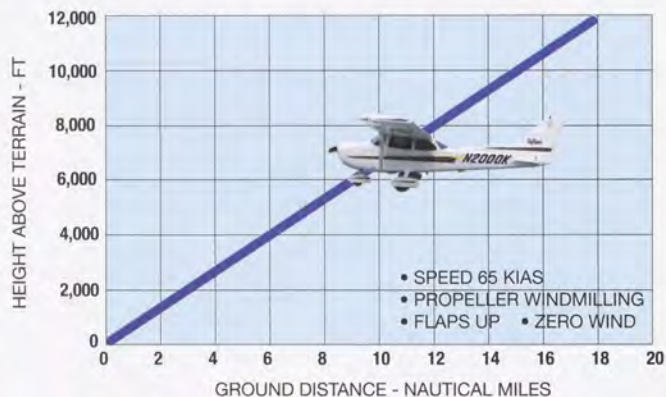 12,000
10,000
8,000
6,000
4,000
2,000
0
HEIGHT ABOVE TERRAIN - FT
N2000K
• SPEED 65 KIAS
• PROPELLER WINDMILLING
• FLAPS UP • ZERO WIND
0 2 4 6 8 10 12 14 16 18 20
GROUND DISTANCE - NAUTICAL MILES